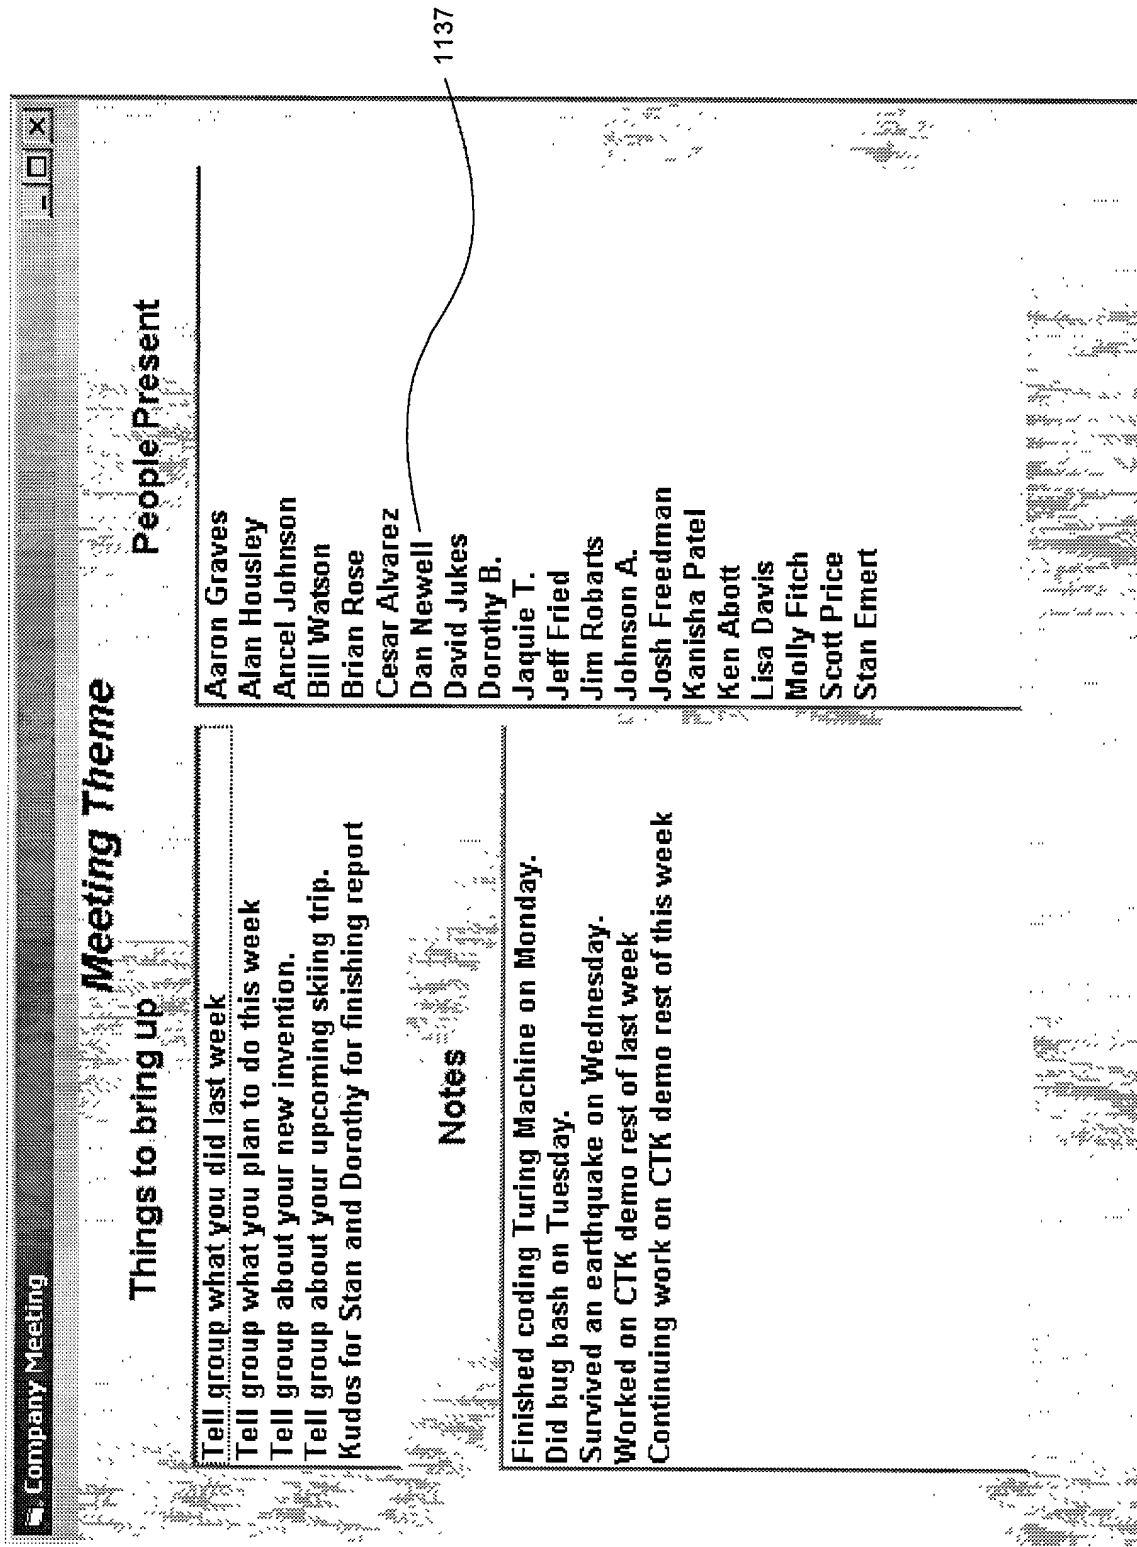 Company Meeting
Meeting Theme
Things to bring up
Tell group what you did last week
Tell group what you plan to do this week
Tell group about your new invention.
Tell group about your upcoming skiing trip.
Kudos for Stan and Dorothy for finishing report
Notes
Finished coding Turing Machine on Monday.
Did bug bash on Tuesday.
Survived an earthquake on Wednesday.
Worked on CTK demo rest of last week
Continuing work on CTK demo rest of this week
People Present
Aaron Graves
Alan Housley
Ancel Johnson
Bill Watson
Brian Rose
Cesar Alvarez
Dan Newell
David Jukes
Dorothy B.
Jaquie T.
Jeff Fried
Jim Robarts
Johnson A.
Josh Freedman
Kanisha Patel
Ken Abott
Lisa Davis
Molly Fitch
Scott Price
Stan Emert
1137